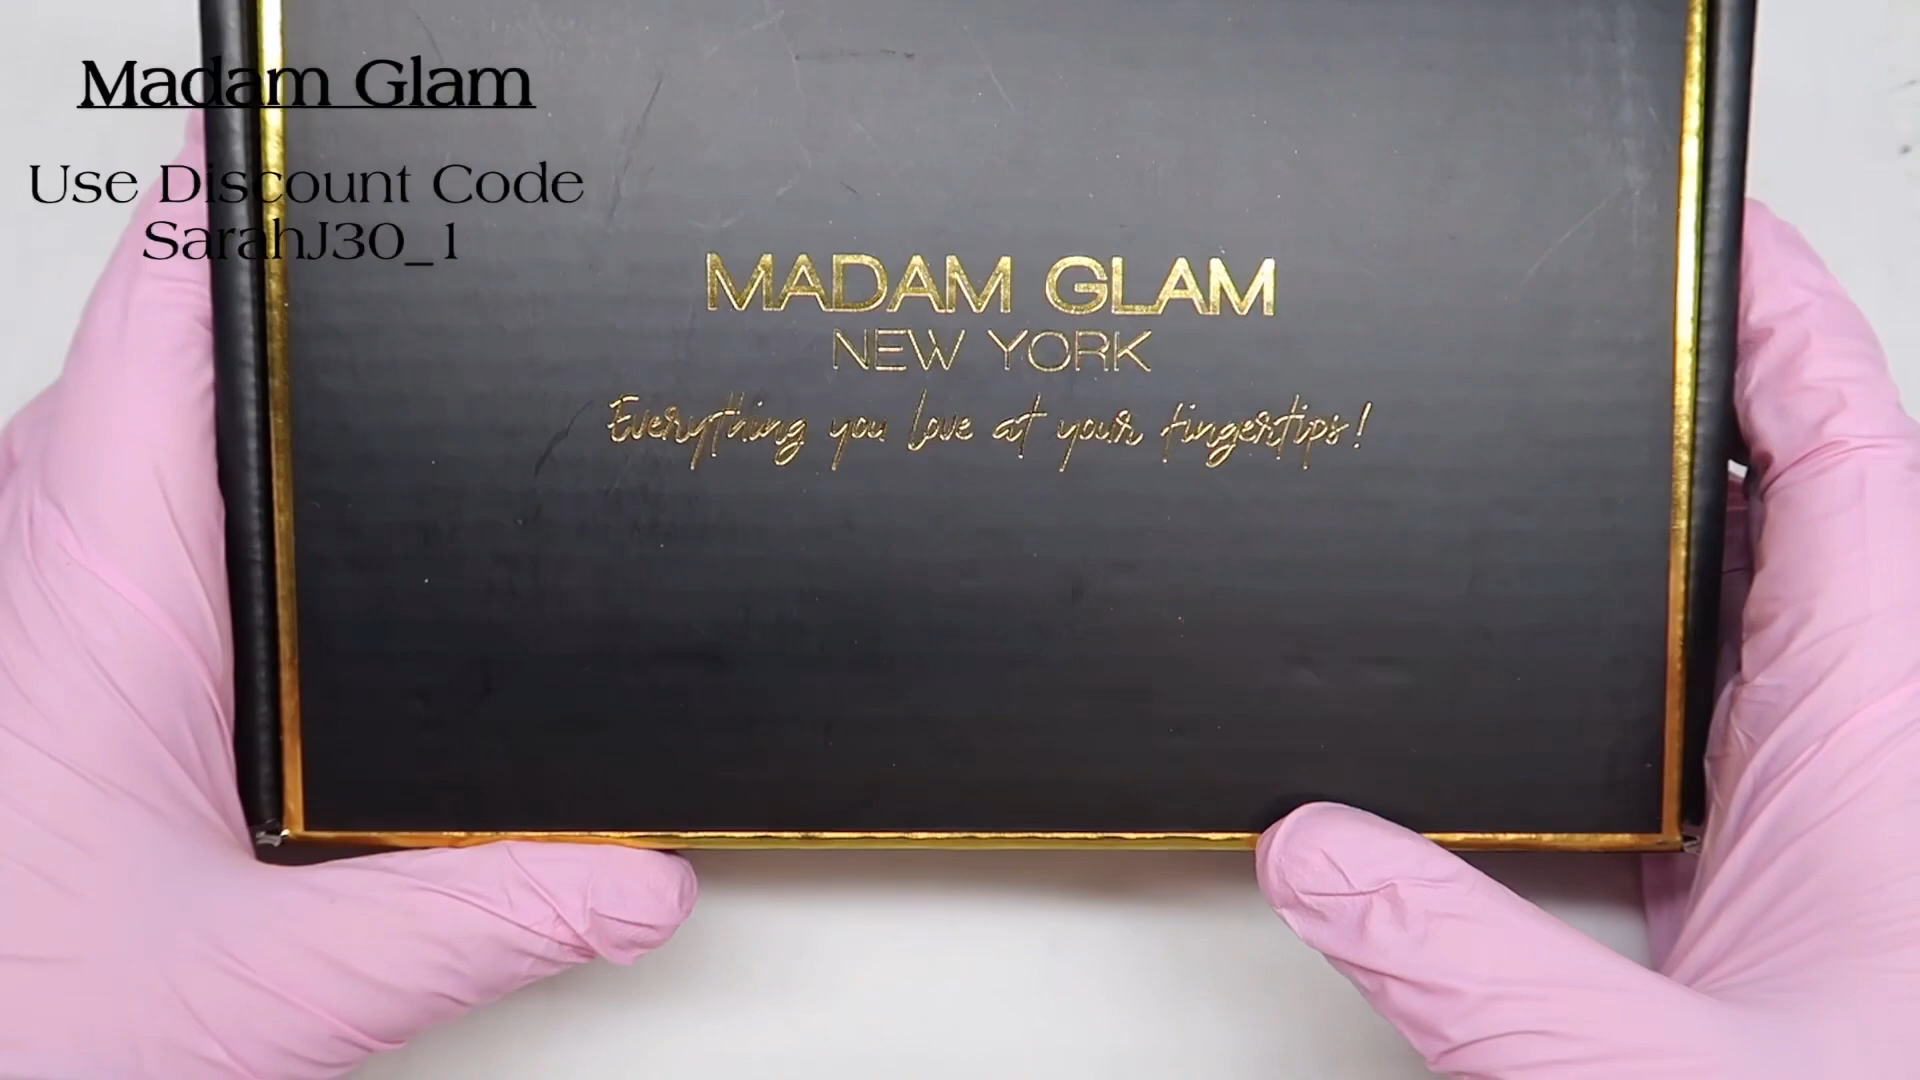 Madam Glam
Use Discount Code
SarahJ30_1
MADAM GLAM
NEW YORK
Everything you love at your fingertips!